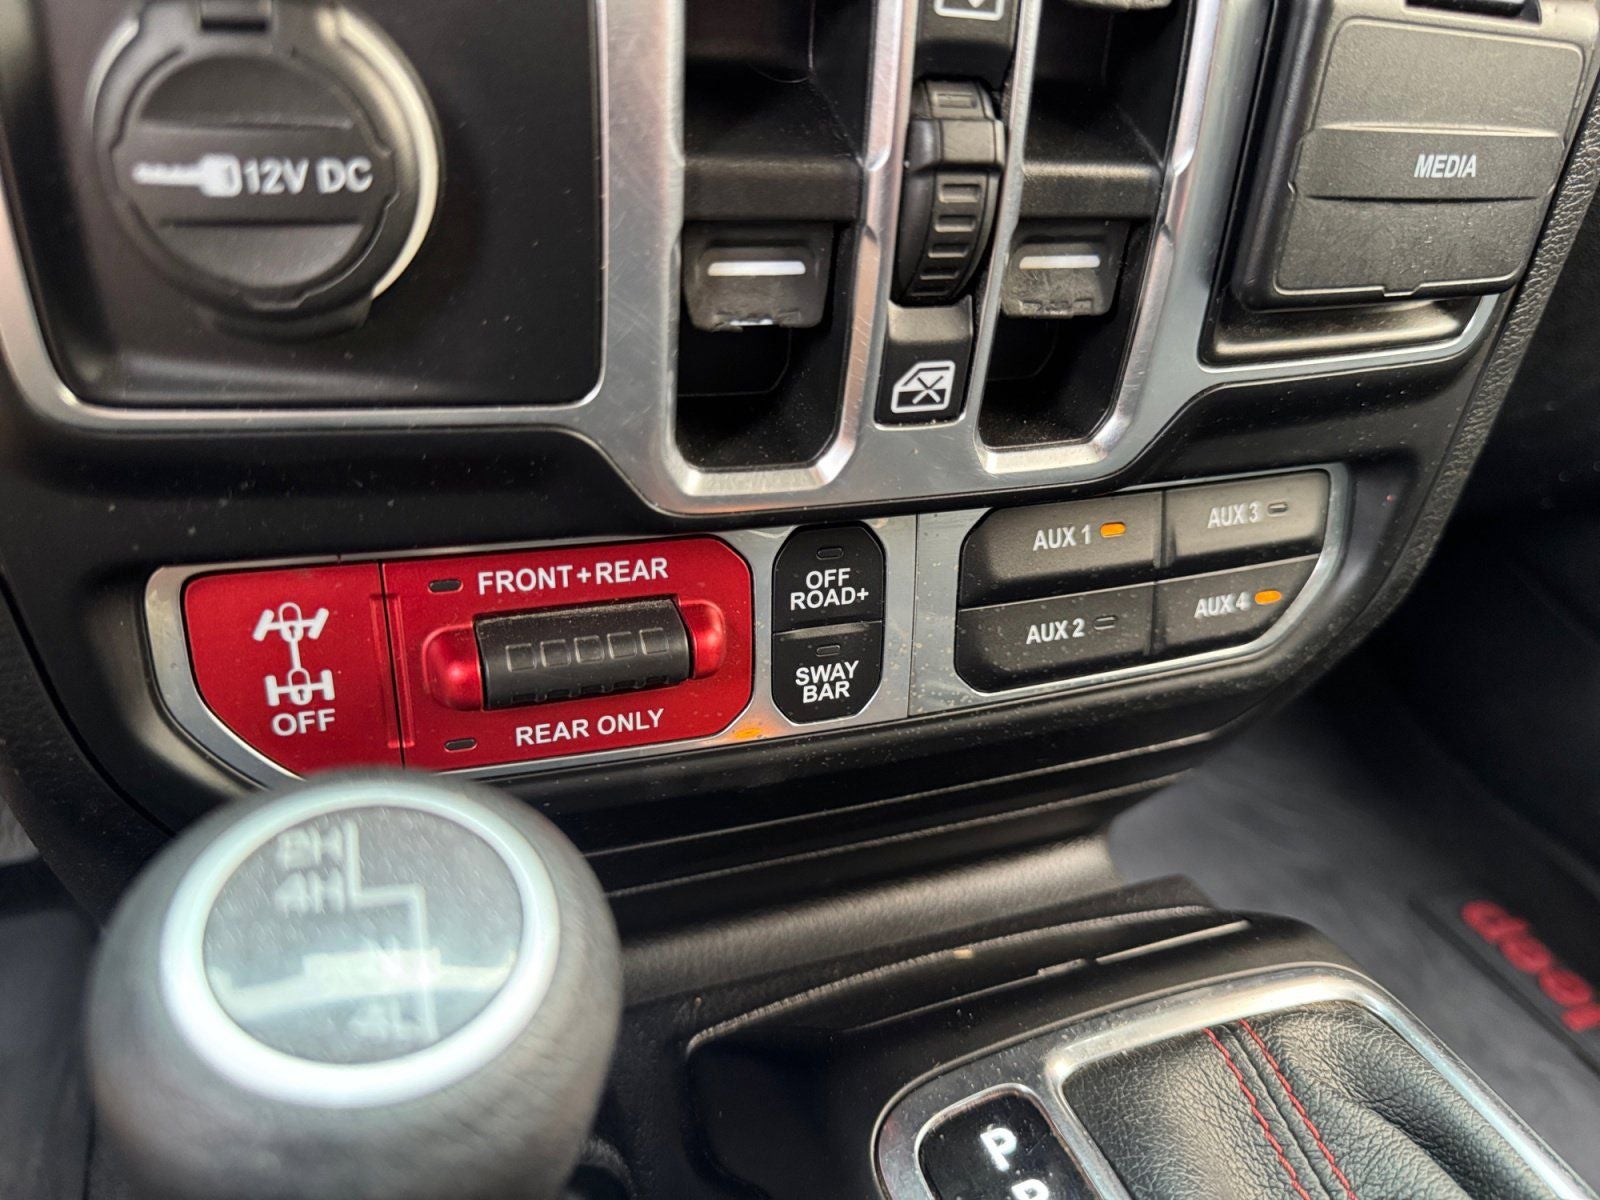 12V DC
MEDIA
FRONT+REAR
OFF
REAR ONLY
OFF
ROAD+
SWAY
BAR
AUX 1
AUX 3
AUX 2
AUX 4
2H
4H
N
4L
Jeep
P
R